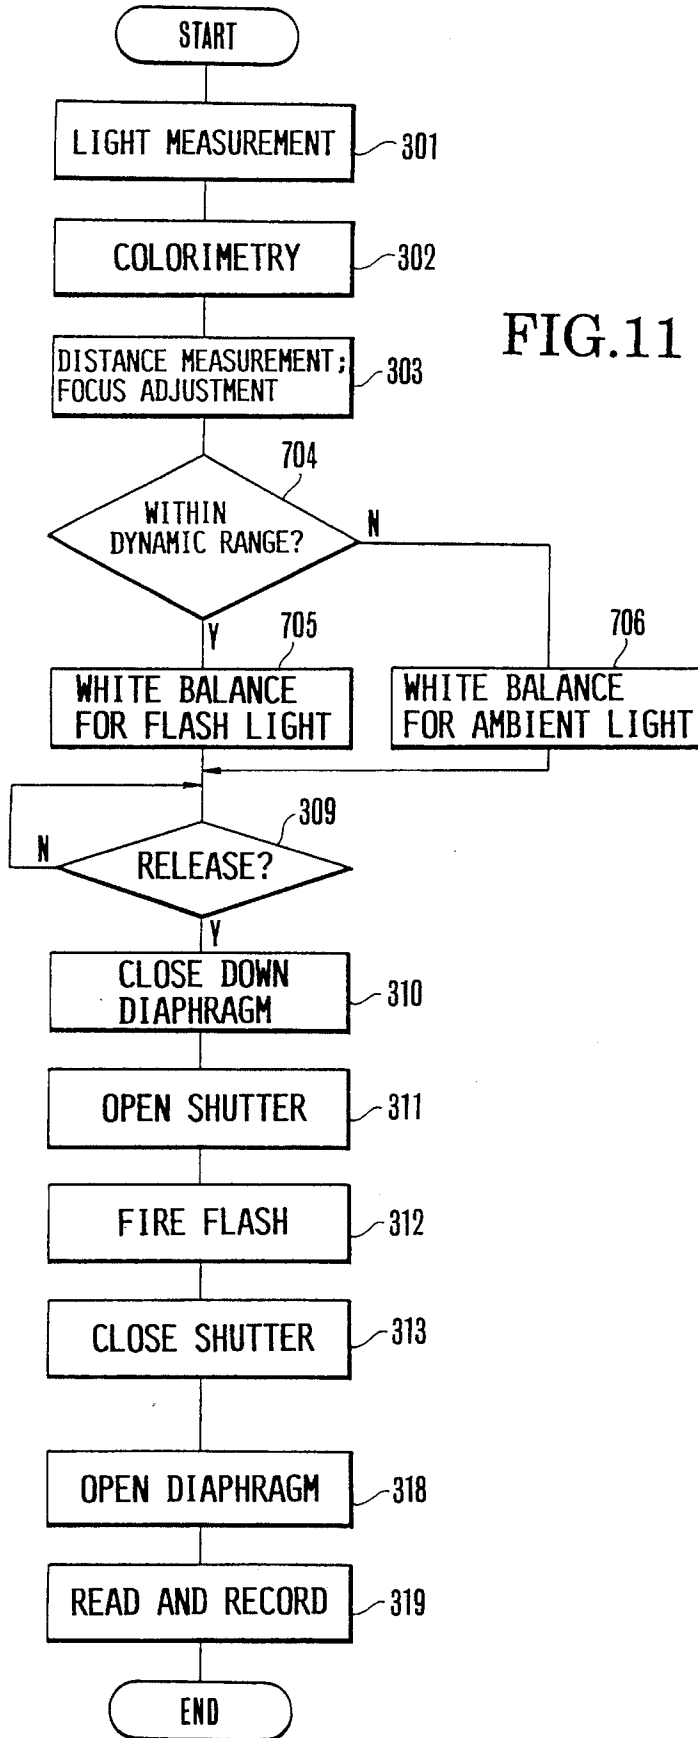 START
LIGHT MEASUREMENT
301
COLORIMETRY
302
FIG.11
DISTANCE MEASUREMENT;
FOCUS ADJUSTMENT
303
704
WITHIN
DYNAMIC RANGE?
N
Y
705
706
WHITE BALANCE
FOR FLASH LIGHT
WHITE BALANCE
FOR AMBIENT LIGHT
309
N
RELEASE?
Y
CLOSE DOWN
DIAPHRAGM
310
OPEN SHUTTER
311
FIRE FLASH
312
CLOSE SHUTTER
313
OPEN DIAPHRAGM
318
READ AND RECORD
319
END